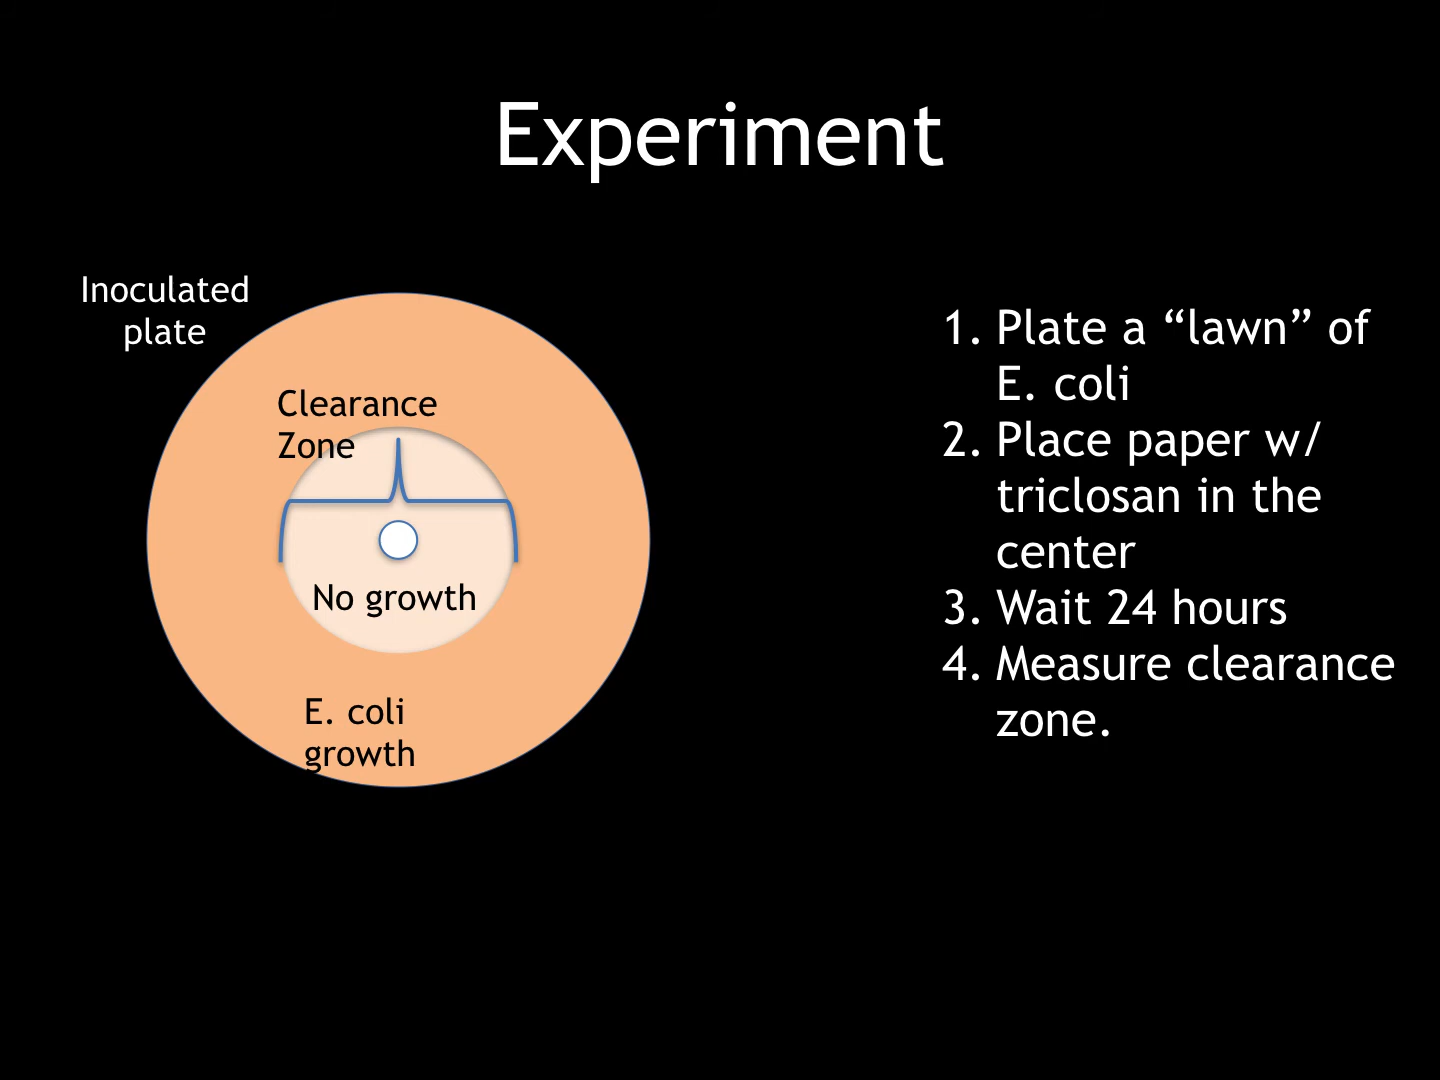 Experiment
Inoculated
plate
Clearance
Zone
No growth
E. coli
growth
1. Plate a “lawn” of
E. coli
2. Place paper w/
triclosan in the
center
3. Wait 24 hours
4. Measure clearance
zone.